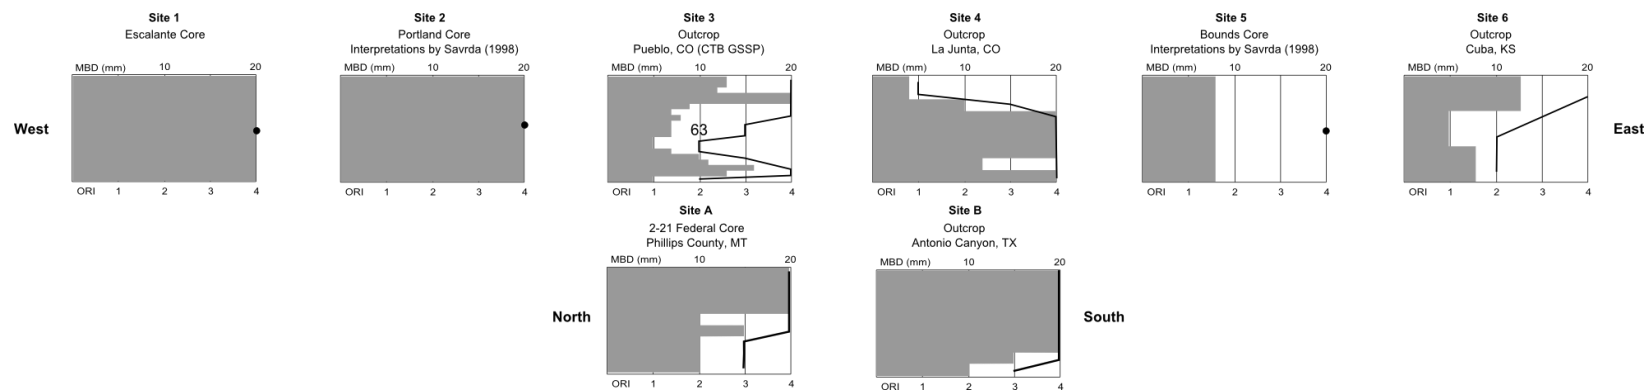 Site 1
Escalante Core
MBD (mm) 10 20
ORI 1 2 3 4
Site 2
Portland Core
Interpretations by Savrda (1998)
MBD (mm) 10 20
ORI 1 2 3 4
Site 3
Outcrop
Pueblo, CO (CTB GSSP)
MBD (mm) 10 20
63
ORI 1 2 3 4
Site 4
Outcrop
La Junta, CO
MBD (mm) 10 20
ORI 1 2 3 4
Site 5
Bounds Core
Interpretations by Savrda (1998)
MBD (mm) 10 20
ORI 1 2 3 4
Site 6
Outcrop
Cuba, KS
MBD (mm) 10 20
ORI 1 2 3 4
West
East
Site A
2-21 Federal Core
Phillips County, MT
MBD (mm) 10 20
ORI 1 2 3 4
Site B
Outcrop
Antonio Canyon, TX
MBD (mm) 10 20
ORI 1 2 3 4
North
South